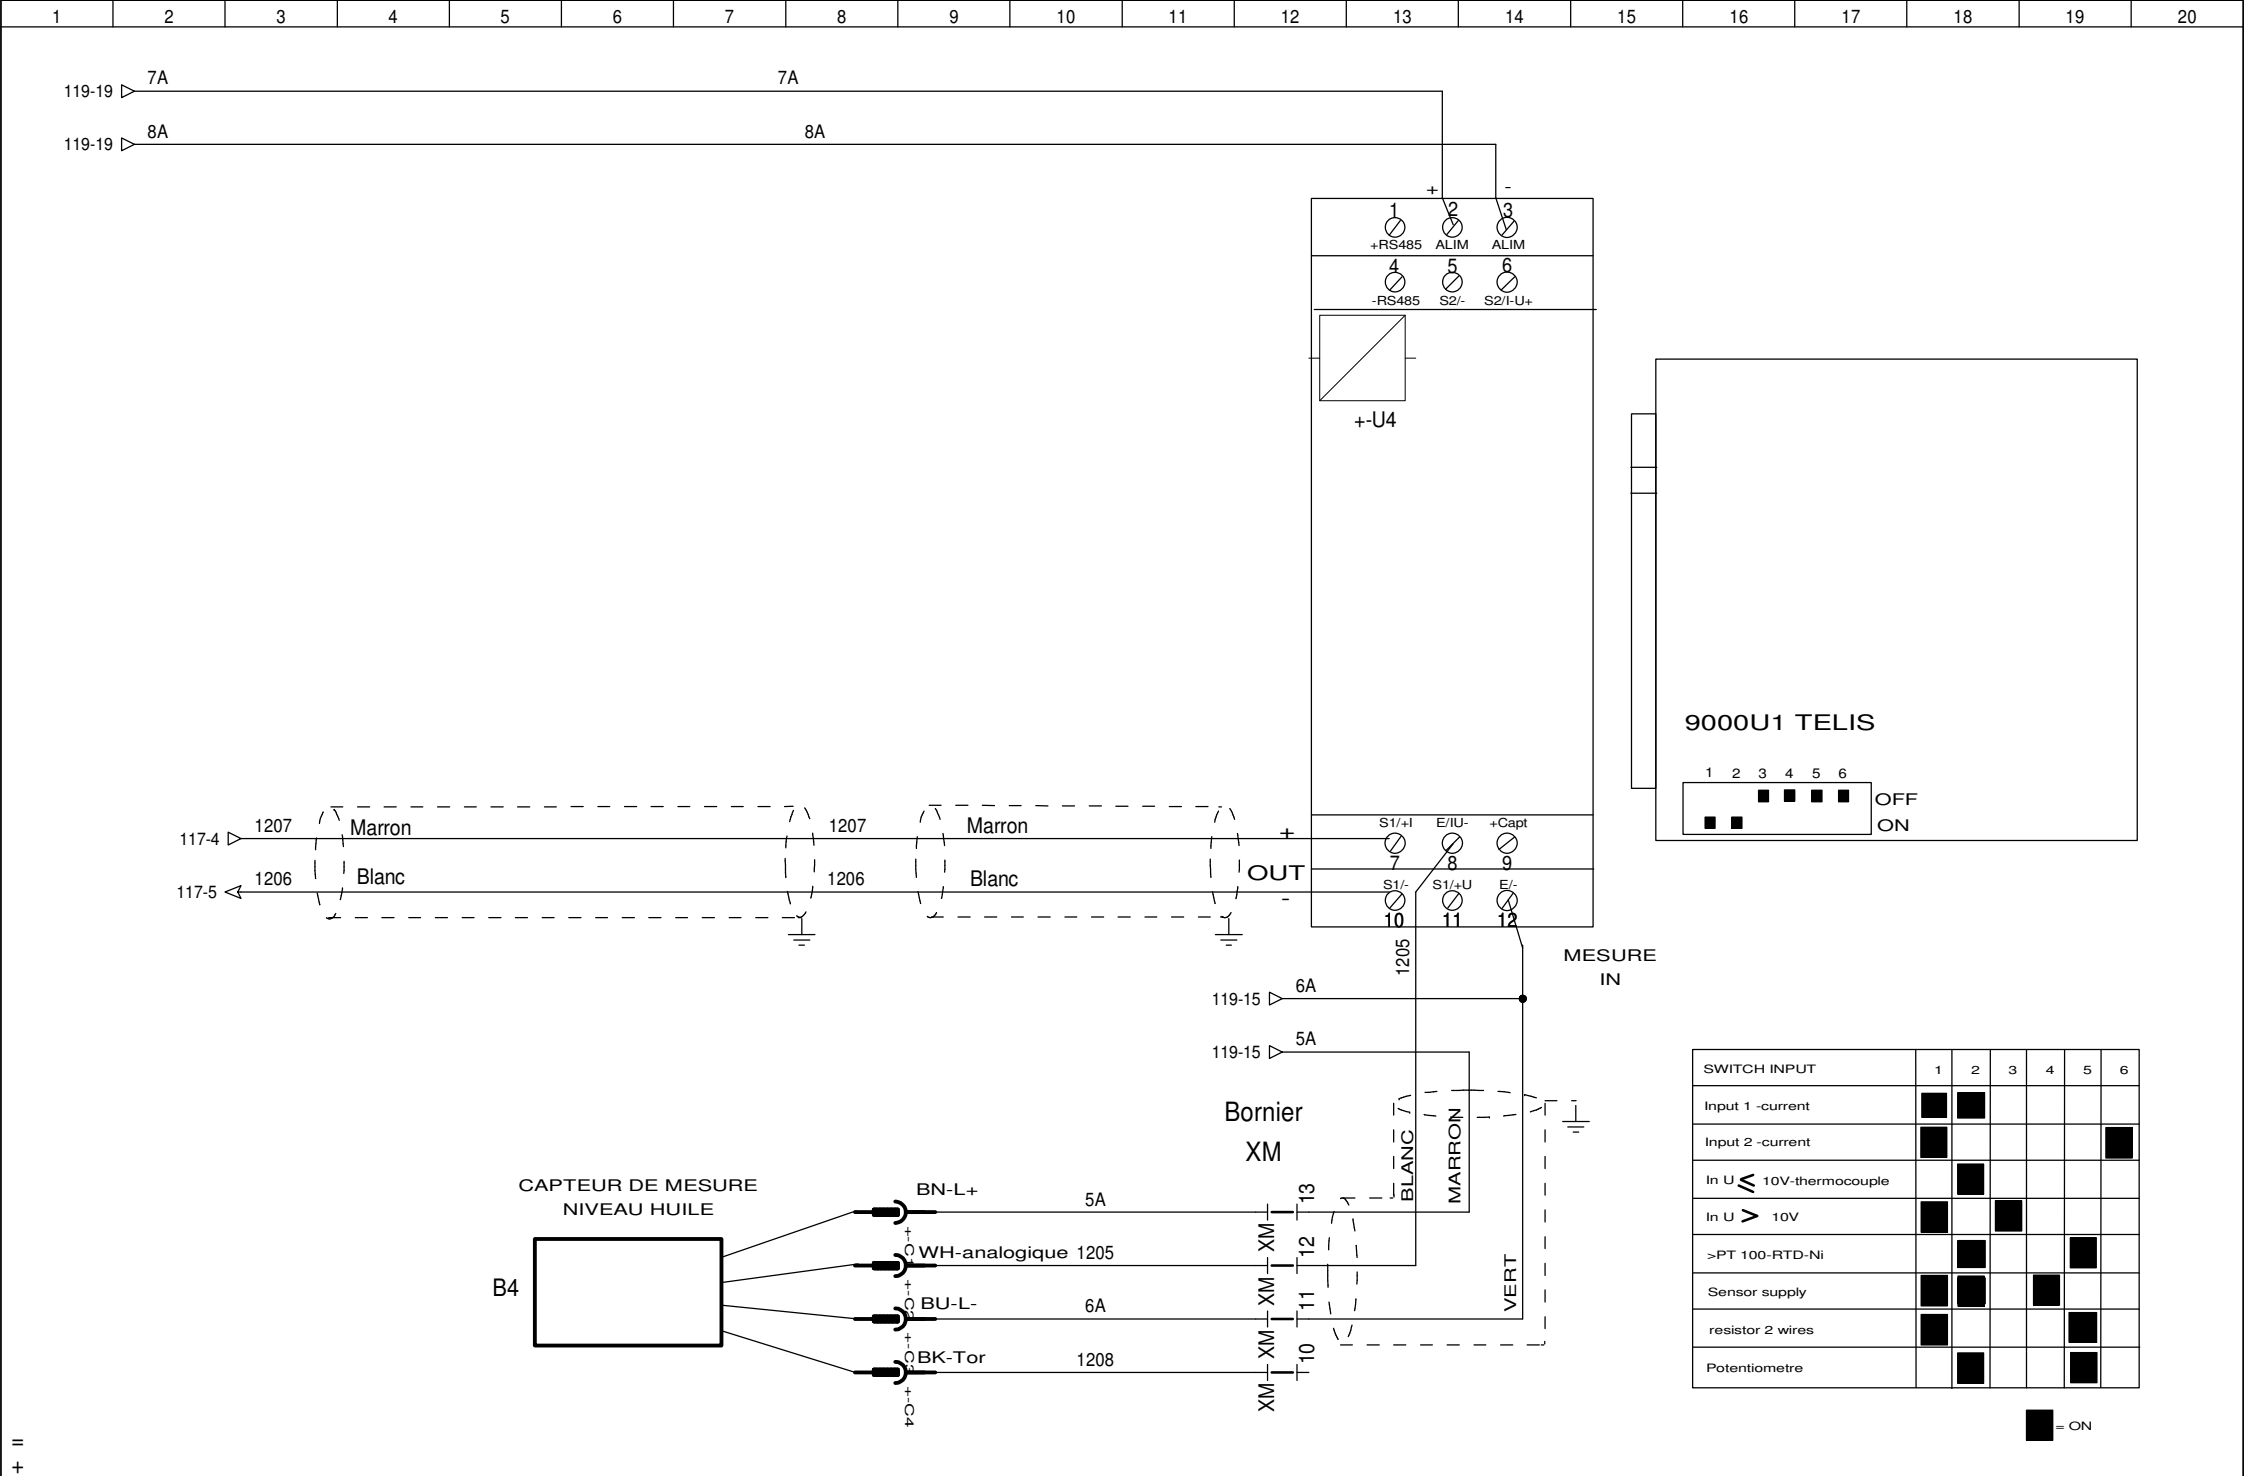 1 2 3 4 5 6 7 8 9 10 11 12 13 14 15 16 17 18 19 20
7A 7A
119-19
8A 8A
119-19
+ -
1 2 3
+RS485 ALIM ALIM
4 5 6
-RS485 S2/- S2/I-U+
+-U4
9000U1 TELIS
1 2 3 4 5 6
OFF
ON
S1/+I E/IU- +Capt
7 8 9
S1/- S1/+U E/-
10 11 12
117-4 1207 Marron 1207 Marron +
OUT
117-5 1206 Blanc 1206 Blanc -
1205
MESURE
IN
119-15 6A
119-15 5A
Bornier
XM
BLANC
MARRON
VERT
CAPTEUR DE MESURE
NIVEAU HUILE
B4
BN-L+ 5A XM 13
WH-analogique 1205 XM 12
BU-L- 6A XM 11
BK-Tor 1208 XM 10
+-C4
SWITCH INPUT 1 2 3 4 5 6
Input 1 -current
Input 2 -current
In U ≤ 10V-thermocouple
In U > 10V
>PT 100-RTD-Ni
Sensor supply
resistor 2 wires
Potentiometre
= ON
=
+